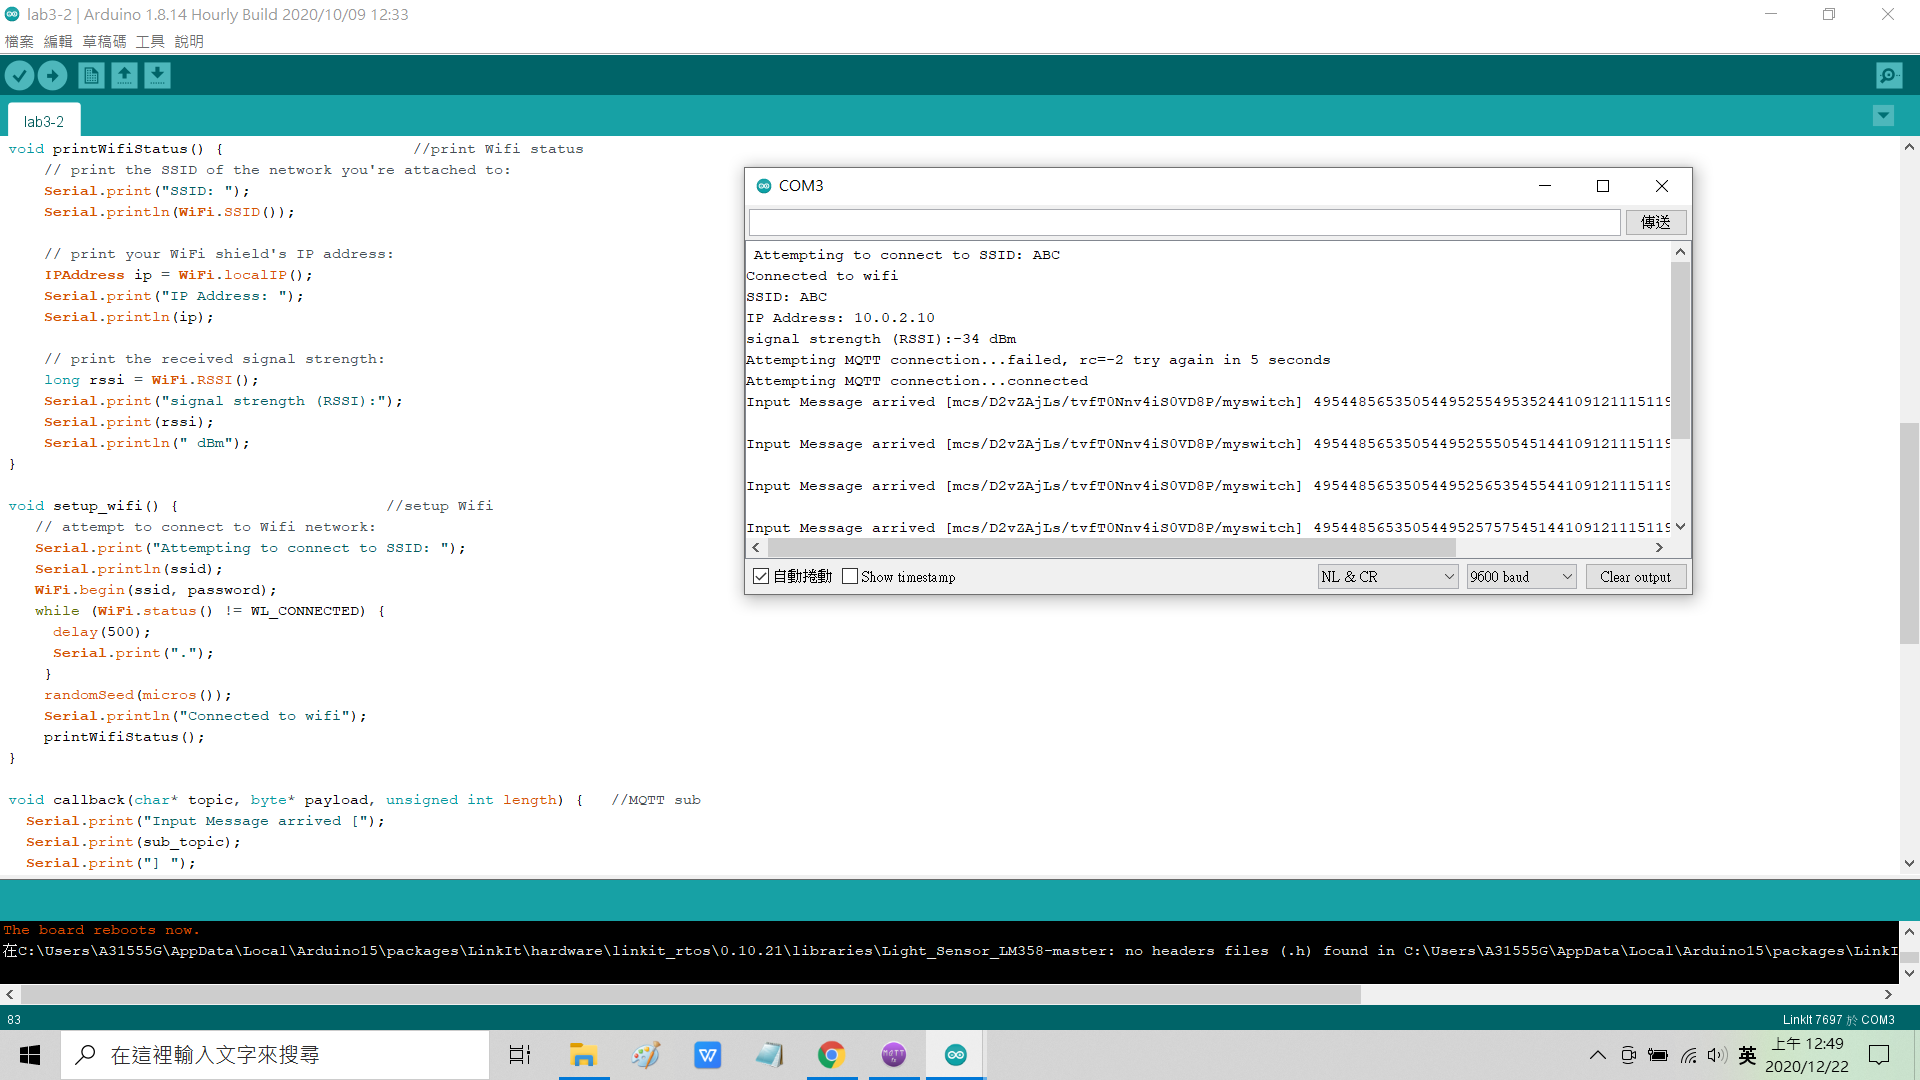 lab3-2 | Arduino 1.8.14 Hourly Build 2020/10/09 12:33
檔案 編輯 草稿碼 工具 說明
lab3-2
void printWifiStatus() { //print Wifi status
// print the SSID of the network you're attached to:
Serial.print("SSID: ");
Serial.println(WiFi.SSID());
// print your WiFi shield's IP address:
IPAddress ip = WiFi.localIP();
Serial.print("IP Address: ");
Serial.println(ip);
// print the received signal strength:
long rssi = WiFi.RSSI();
Serial.print("signal strength (RSSI):");
Serial.print(rssi);
Serial.println(" dBm");
}
void setup_wifi() { //setup Wifi
// attempt to connect to Wifi network:
Serial.print("Attempting to connect to SSID: ");
Serial.println(ssid);
WiFi.begin(ssid, password);
while (WiFi.status() != WL_CONNECTED) {
delay(500);
Serial.print(".");
}
randomSeed(micros());
Serial.println("Connected to wifi");
printWifiStatus();
}
void callback(char* topic, byte* payload, unsigned int length) { //MQTT sub
Serial.print("Input Message arrived [");
Serial.print(sub_topic);
Serial.print("] ");
COM3
傳送
Attempting to connect to SSID: ABC
Connected to wifi
SSID: ABC
IP Address: 10.0.2.10
signal strength (RSSI):-34 dBm
Attempting MQTT connection...failed, rc=-2 try again in 5 seconds
Attempting MQTT connection...connected
Input Message arrived [mcs/D2vZAjLs/tvfT0Nnv4iS0VD8P/myswitch] 4954485653505449525549535244109121115119
Input Message arrived [mcs/D2vZAjLs/tvfT0Nnv4iS0VD8P/myswitch] 4954485653505449525550545144109121115119
Input Message arrived [mcs/D2vZAjLs/tvfT0Nnv4iS0VD8P/myswitch] 4954485653505449525653545544109121115119
Input Message arrived [mcs/D2vZAjLs/tvfT0Nnv4iS0VD8P/myswitch] 4954485653505449525757545144109121115119
自動捲動 Show timestamp NL & CR 9600 baud Clear output
The board reboots now.
在C:\Users\A31555G\AppData\Local\Arduino15\packages\LinkIt\hardware\linkit_rtos\0.10.21\libraries\Light_Sensor_LM358-master: no headers files (.h) found in C:\Users\A31555G\AppData\Local\Arduino15\packages\LinkI
83 LinkIt 7697 於 COM3
在這裡輸入文字來搜尋
英
上午 12:49
2020/12/22